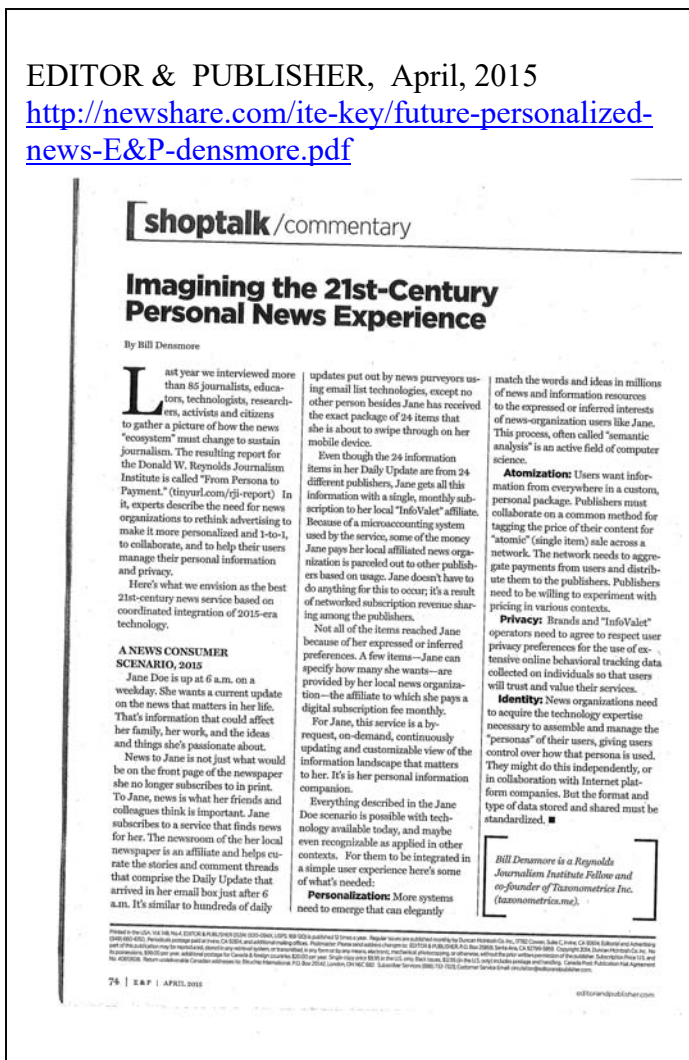 EDITOR & PUBLISHER, April, 2015
http://newshare.com/ite-key/future-personalized-
news-E&P-densmore.pdf
shoptalk/commentary
Imagining the 21st-Century
Personal News Experience
By Bill Densmore
Last year we interviewed more
than 85 journalists, educa-
tors, technologists, research-
ers, activists and citizens
to gather a picture of how the news
"ecosystem" must change to sustain
journalism. The resulting report for
the Donald W. Reynolds Journalism
Institute is called "From Persona to
Payment." (tinyurl.com/rji-report) In
it, experts describe the need for news
organizations to rethink advertising to
make it more personalized and 1-to-1,
to collaborate, and to help their users
manage their personal information
and privacy.
Here's what we envision as the best
21st-century news service based on
coordinated integration of 2015-era
technology.
A NEWS CONSUMER
SCENARIO, 2015
Jane Doe is up at 6 a.m. on a
weekday. She wants a current update
on the news that matters in her life.
That's information that could affect
her family, her work, and the ideas
and things she's passionate about.
News to Jane is not just what would
be on the front page of the newspaper
she no longer subscribes to in print.
To Jane, news is what her friends and
colleagues think is important. Jane
subscribes to a service that finds news
for her. The newsroom of the her local
newspaper is an affiliate and helps cu-
rate the stories and comment threads
that comprise the Daily Update that
arrived in her email box just after 6
a.m. It's similar to hundreds of daily
updates put out by news purveyors us-
ing email list technologies, except no
other person besides Jane has received
the exact package of 24 items that
she is about to swipe through on her
mobile device.
Even though the 24 information
items in her Daily Update are from 24
different publishers, Jane gets all this
information with a single, monthly sub-
scription to her local "InfoValet" affiliate.
Because of a microaccounting system
used by the service, some of the money
Jane pays her local affiliated news orga-
nization is parceled out to other publish-
ers based on usage. Jane doesn't have to
do anything for this to occur; it's a result
of networked subscription revenue shar-
ing among the publishers.
Not all of the items reached Jane
because of her expressed or inferred
preferences. A few items—Jane can
specify how many she wants—are
provided by her local news organiza-
tion—the affiliate to which she pays a
digital subscription fee monthly.
For Jane, this service is a by-
request, on-demand, continuously
updating and customizable view of the
information landscape that matters
to her. It's is her personal information
companion.
Everything described in the Jane
Doe scenario is possible with tech-
nology available today, and maybe
even recognizable as applied in other
contexts. For them to be integrated in
a simple user experience here's some
of what's needed:
Personalization: More systems
need to emerge that can elegantly
match the words and ideas in millions
of news and information resources
to the expressed or inferred interests
of news-organization users like Jane.
This process, often called "semantic
analysis" is an active field of computer
science.
Atomization: Users want infor-
mation from everywhere in a custom,
personal package. Publishers must
collaborate on a common method for
tagging the price of their content for
"atomic" (single item) sale across a
network. The network needs to aggre-
gate payments from users and distrib-
ute them to the publishers. Publishers
need to be willing to experiment with
pricing in various contexts.
Privacy: Brands and "InfoValet"
operators need to agree to respect user
privacy preferences for the use of ex-
tensive online behavioral tracking data
collected on individuals so that users
will trust and value their services.
Identity: News organizations need
to acquire the technology expertise
necessary to assemble and manage the
"personas" of their users, giving users
control over how that persona is used.
They might do this independently, or
in collaboration with Internet plat-
form companies. But the format and
type of data stored and shared must be
standardized. ■
Bill Densmore is a Reynolds
Journalism Institute Fellow and
co-founder of Taxonometrics Inc.
(taxonometrics.me).
74 | E & P | APRIL 2015
editorandpublisher.com